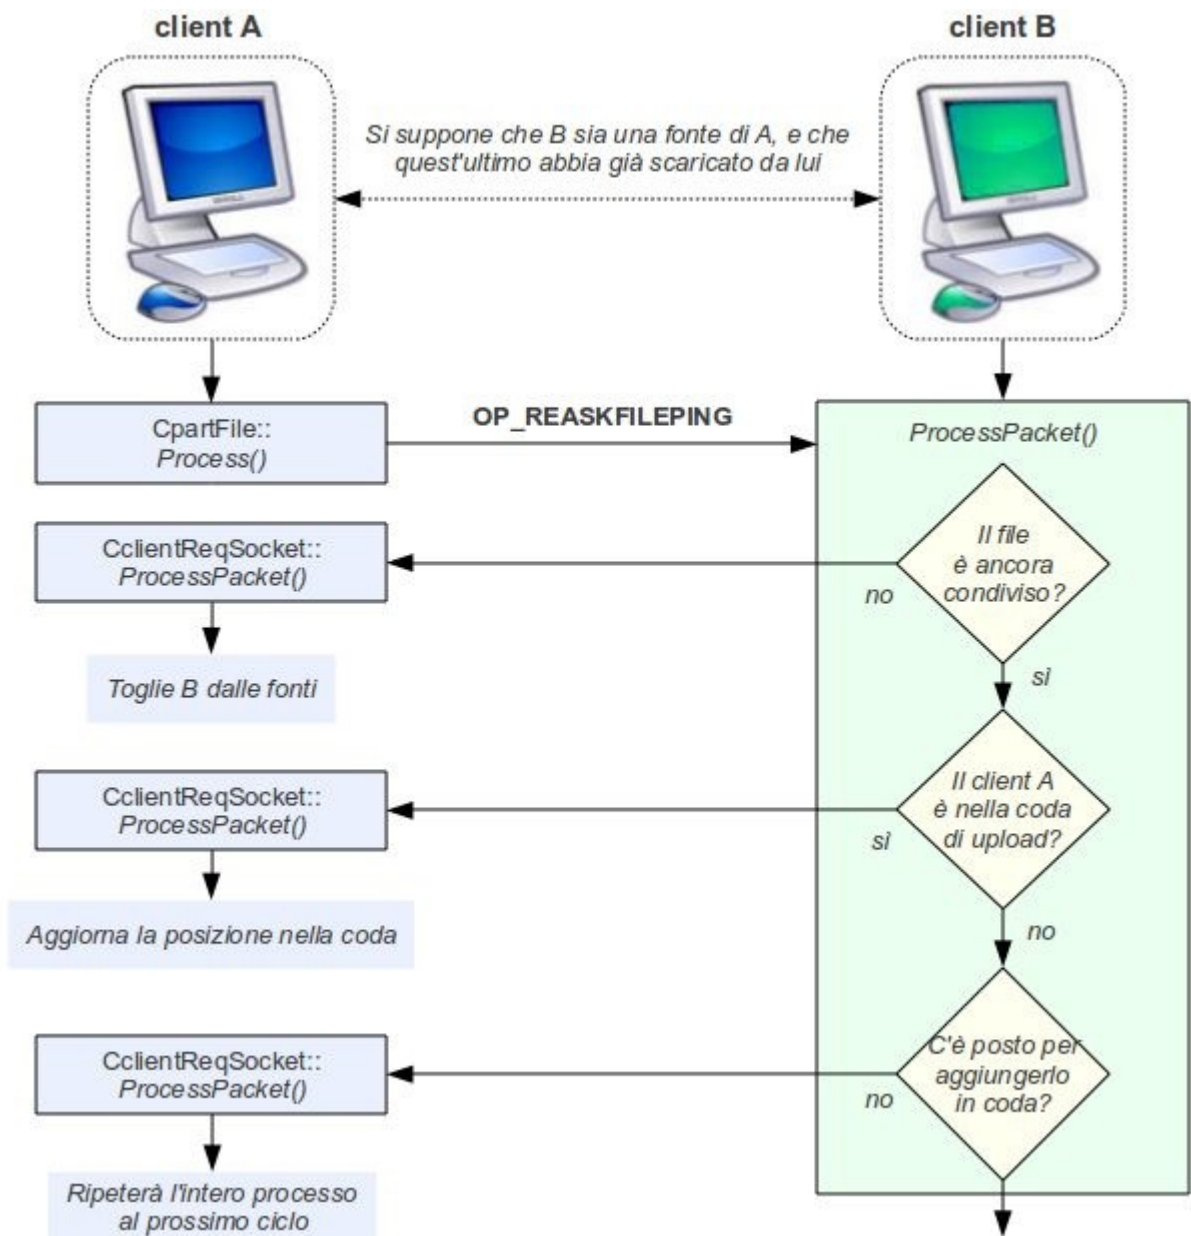 client A
client B
Si suppone che B sia una fonte di A, e che
quest'ultimo abbia già scaricato da lui
CpartFile::
Process()
OP_REASKFILEPING
ProcessPacket()
Il file
è ancora
condiviso?
no
sì
CclientReqSocket::
ProcessPacket()
Toglie B dalle fonti
Il client A
è nella coda
di upload?
sì
no
CclientReqSocket::
ProcessPacket()
Aggiorna la posizione nella coda
C'è posto per
aggiungerlo
in coda?
no
CclientReqSocket::
ProcessPacket()
Ripeterà l'intero processo
al prossimo ciclo